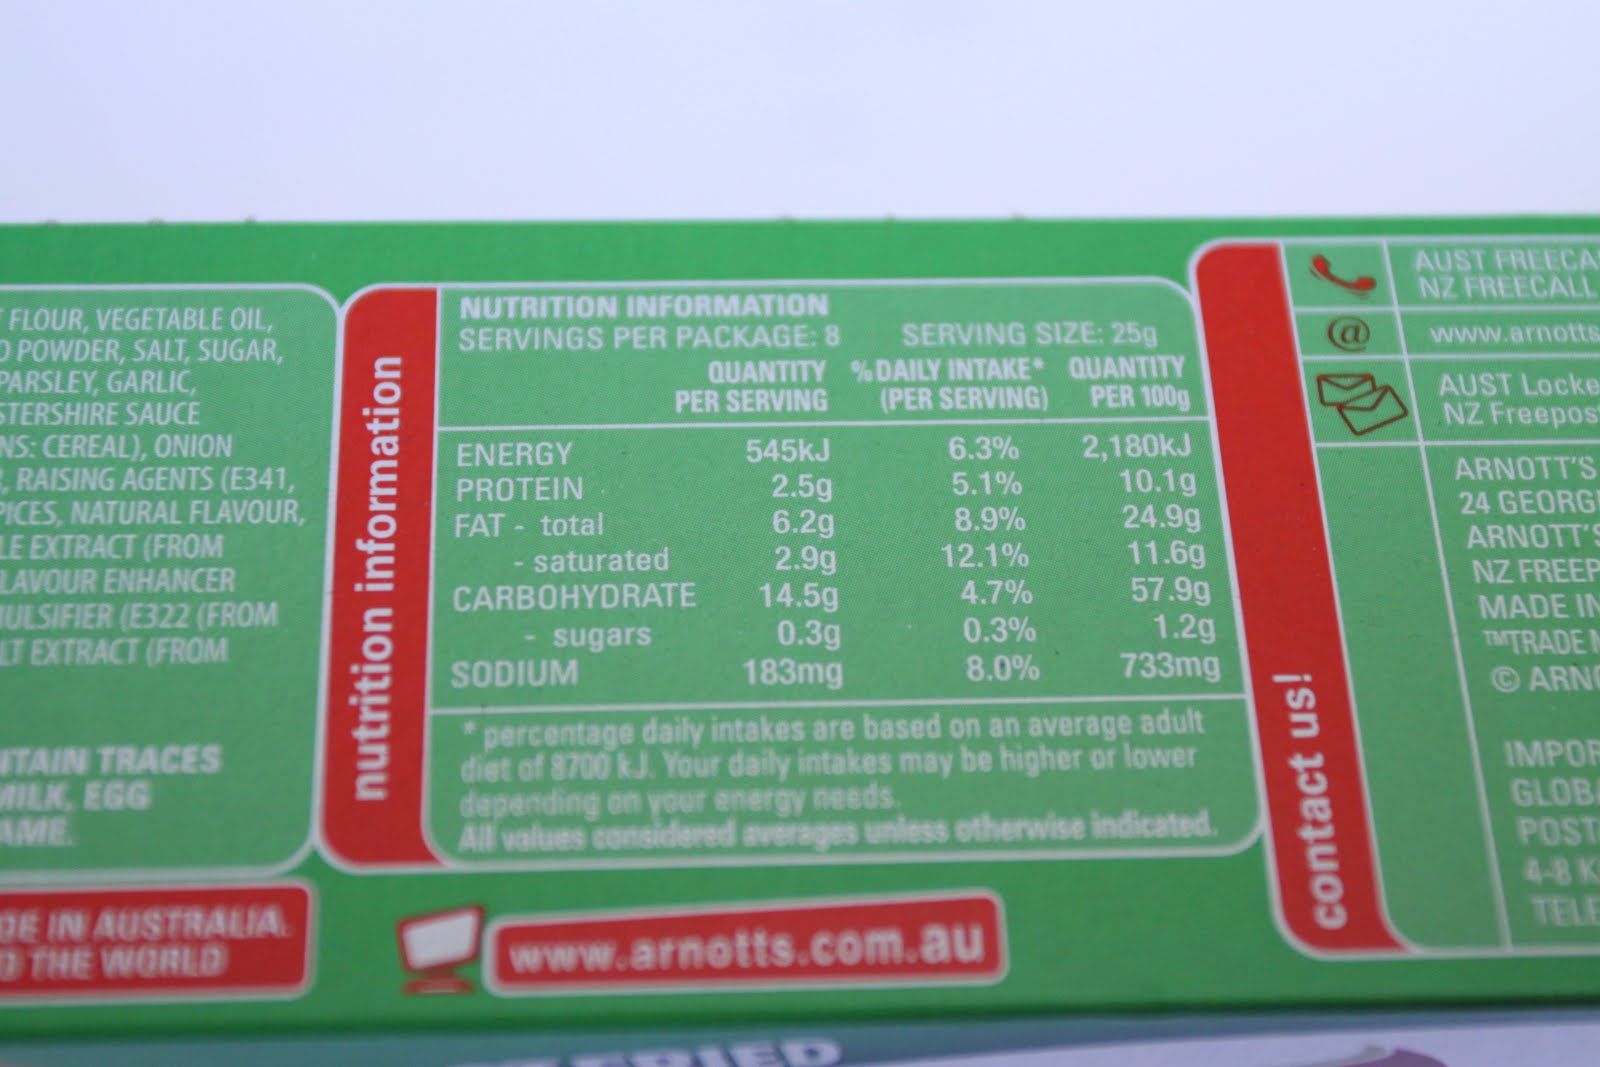 FLOUR, VEGETABLE OIL,
POWDER, SALT, SUGAR,
PARSLEY, GARLIC,
STERSHIRE SAUCE
NS: CEREAL), ONION
, RAISING AGENTS (E341,
PICES, NATURAL FLAVOUR,
LE EXTRACT (FROM
LAVOUR ENHANCER
ULSIFIER (E322 (FROM
LT EXTRACT (FROM
NTAIN TRACES
MILK, EGG
AME.
DE IN AUSTRALIA.
O THE WORLD
nutrition information
NUTRITION INFORMATION
SERVINGS PER PACKAGE: 8 SERVING SIZE: 25g
QUANTITY %DAILY INTAKE* QUANTITY
PER SERVING (PER SERVING) PER 100g
ENERGY 545kJ 6.3% 2,180kJ
PROTEIN 2.5g 5.1% 10.1g
FAT - total 6.2g 8.9% 24.9g
- saturated 2.9g 12.1% 11.6g
CARBOHYDRATE 14.5g 4.7% 57.9g
- sugars 0.3g 0.3% 1.2g
SODIUM 183mg 8.0% 733mg
* percentage daily intakes are based on an average adult
diet of 8700 kJ. Your daily intakes may be higher or lower
depending on your energy needs.
All values considered averages unless otherwise indicated.
www.arnotts.com.au
contact us!
AUST FREECA
NZ FREECALL
@ www.arnotts
AUST Locke
NZ Freepos
ARNOTT'S
24 GEORG
ARNOTT'S
NZ FREEP
MADE IN
™TRADE M
© ARNO
IMPOR
GLOBA
POST
4-8 K
TELE
FRIED